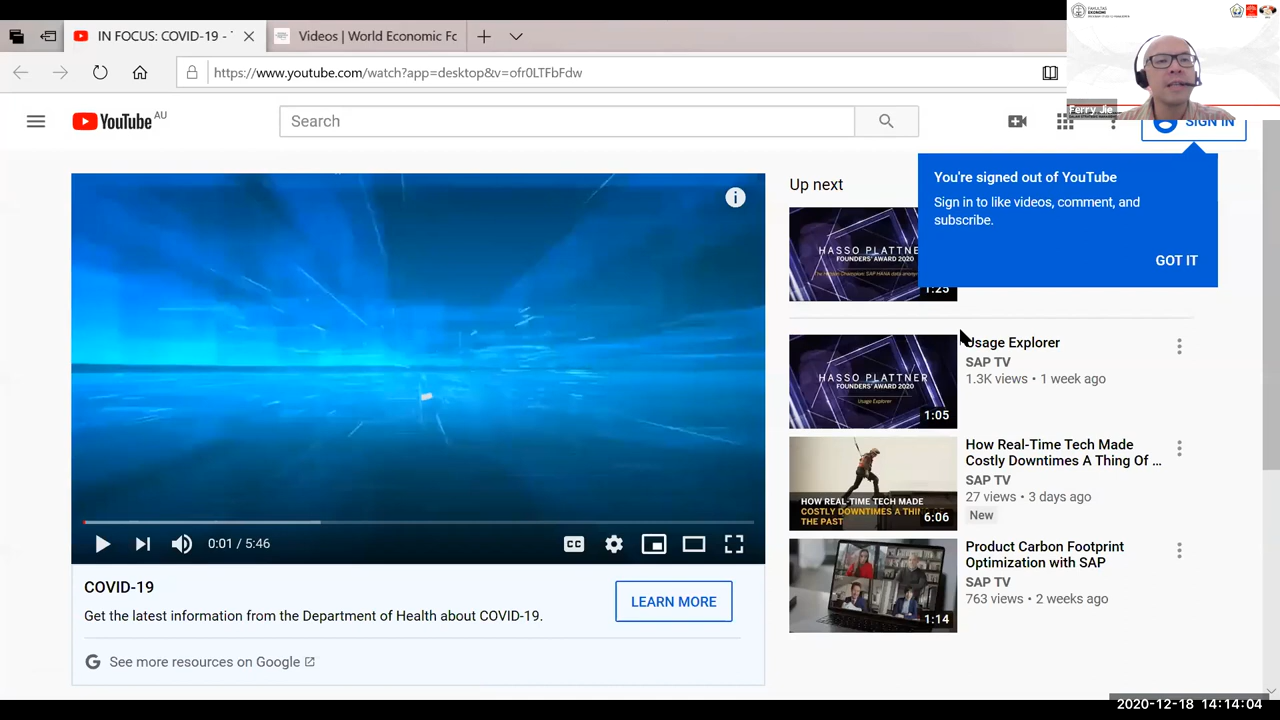 IN FOCUS: COVID-19 -
Videos | World Economic Fo
https://www.youtube.com/watch?app=desktop&v=ofr0LTFbFdw
FAKULTAS
EKONOMI
Ferry Jie
YouTube AU
Search
SIGN IN
You're signed out of YouTube
Sign in to like videos, comment, and
subscribe.
GOT IT
Up next
HASSO PLATTNE
FOUNDERS' AWARD 2020
1:25
HASSO PLATTNER
FOUNDERS' AWARD 2020
Usage Explorer
1:05
Usage Explorer
SAP TV
1.3K views • 1 week ago
HOW REAL-TIME TECH MADE
COSTLY DOWNTIMES A THING OF
THE PAST
6:06
How Real-Time Tech Made
Costly Downtimes A Thing Of ...
SAP TV
27 views • 3 days ago
New
1:14
Product Carbon Footprint
Optimization with SAP
SAP TV
763 views • 2 weeks ago
0:01 / 5:46
COVID-19
Get the latest information from the Department of Health about COVID-19.
LEARN MORE
See more resources on Google
2020-12-18 14:14:04